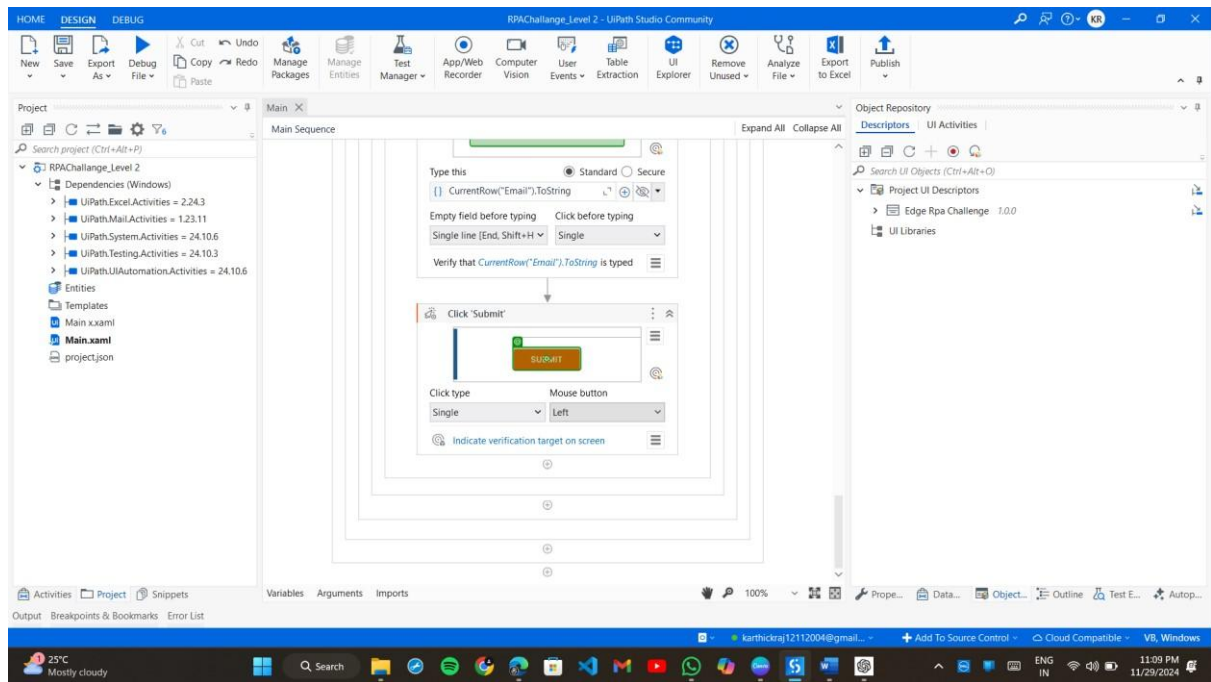 HOME DESIGN DEBUG
RPAChallange_Level 2 - UiPath Studio Community
KR
New Save Export As Debug File
Cut Copy Paste
Undo Redo
Manage Packages
Manage Entities
Test Manager
App/Web Recorder
Computer Vision
User Events
Table Extraction
UI Explorer
Remove Unused
Analyze File
Export to Excel
Publish
Project
Search project (Ctrl+Alt+P)
RPAChallange_Level 2
Dependencies (Windows)
UiPath.Excel.Activities = 2.24.3
UiPath.Mail.Activities = 1.23.11
UiPath.System.Activities = 24.10.6
UiPath.Testing.Activities = 24.10.3
UiPath.UIAutomation.Activities = 24.10.6
Entities
Templates
Main x.xaml
Main.xaml
project.json
Main
Main Sequence
Expand All Collapse All
Type this
Standard Secure
{} CurrentRow("Email").ToString
Empty field before typing Click before typing
Single line [End, Shift+H Single
Verify that CurrentRow("Email").ToString is typed
Click 'Submit'
SUBMIT
Click type Mouse button
Single Left
Indicate verification target on screen
Object Repository
Descriptors UI Activities
Search UI Objects (Ctrl+Alt+O)
Project UI Descriptors
Edge Rpa Challenge 1.0.0
UI Libraries
Activities Project Snippets
Variables Arguments Imports
100%
Prope... Data... Object... Outline Test E... Autop...
Output Breakpoints & Bookmarks Error List
karthickraj12112004@gmail...
Add To Source Control Cloud Compatible VB, Windows
25°C
Mostly cloudy
Search
ENG
IN
11:09 PM
11/29/2024